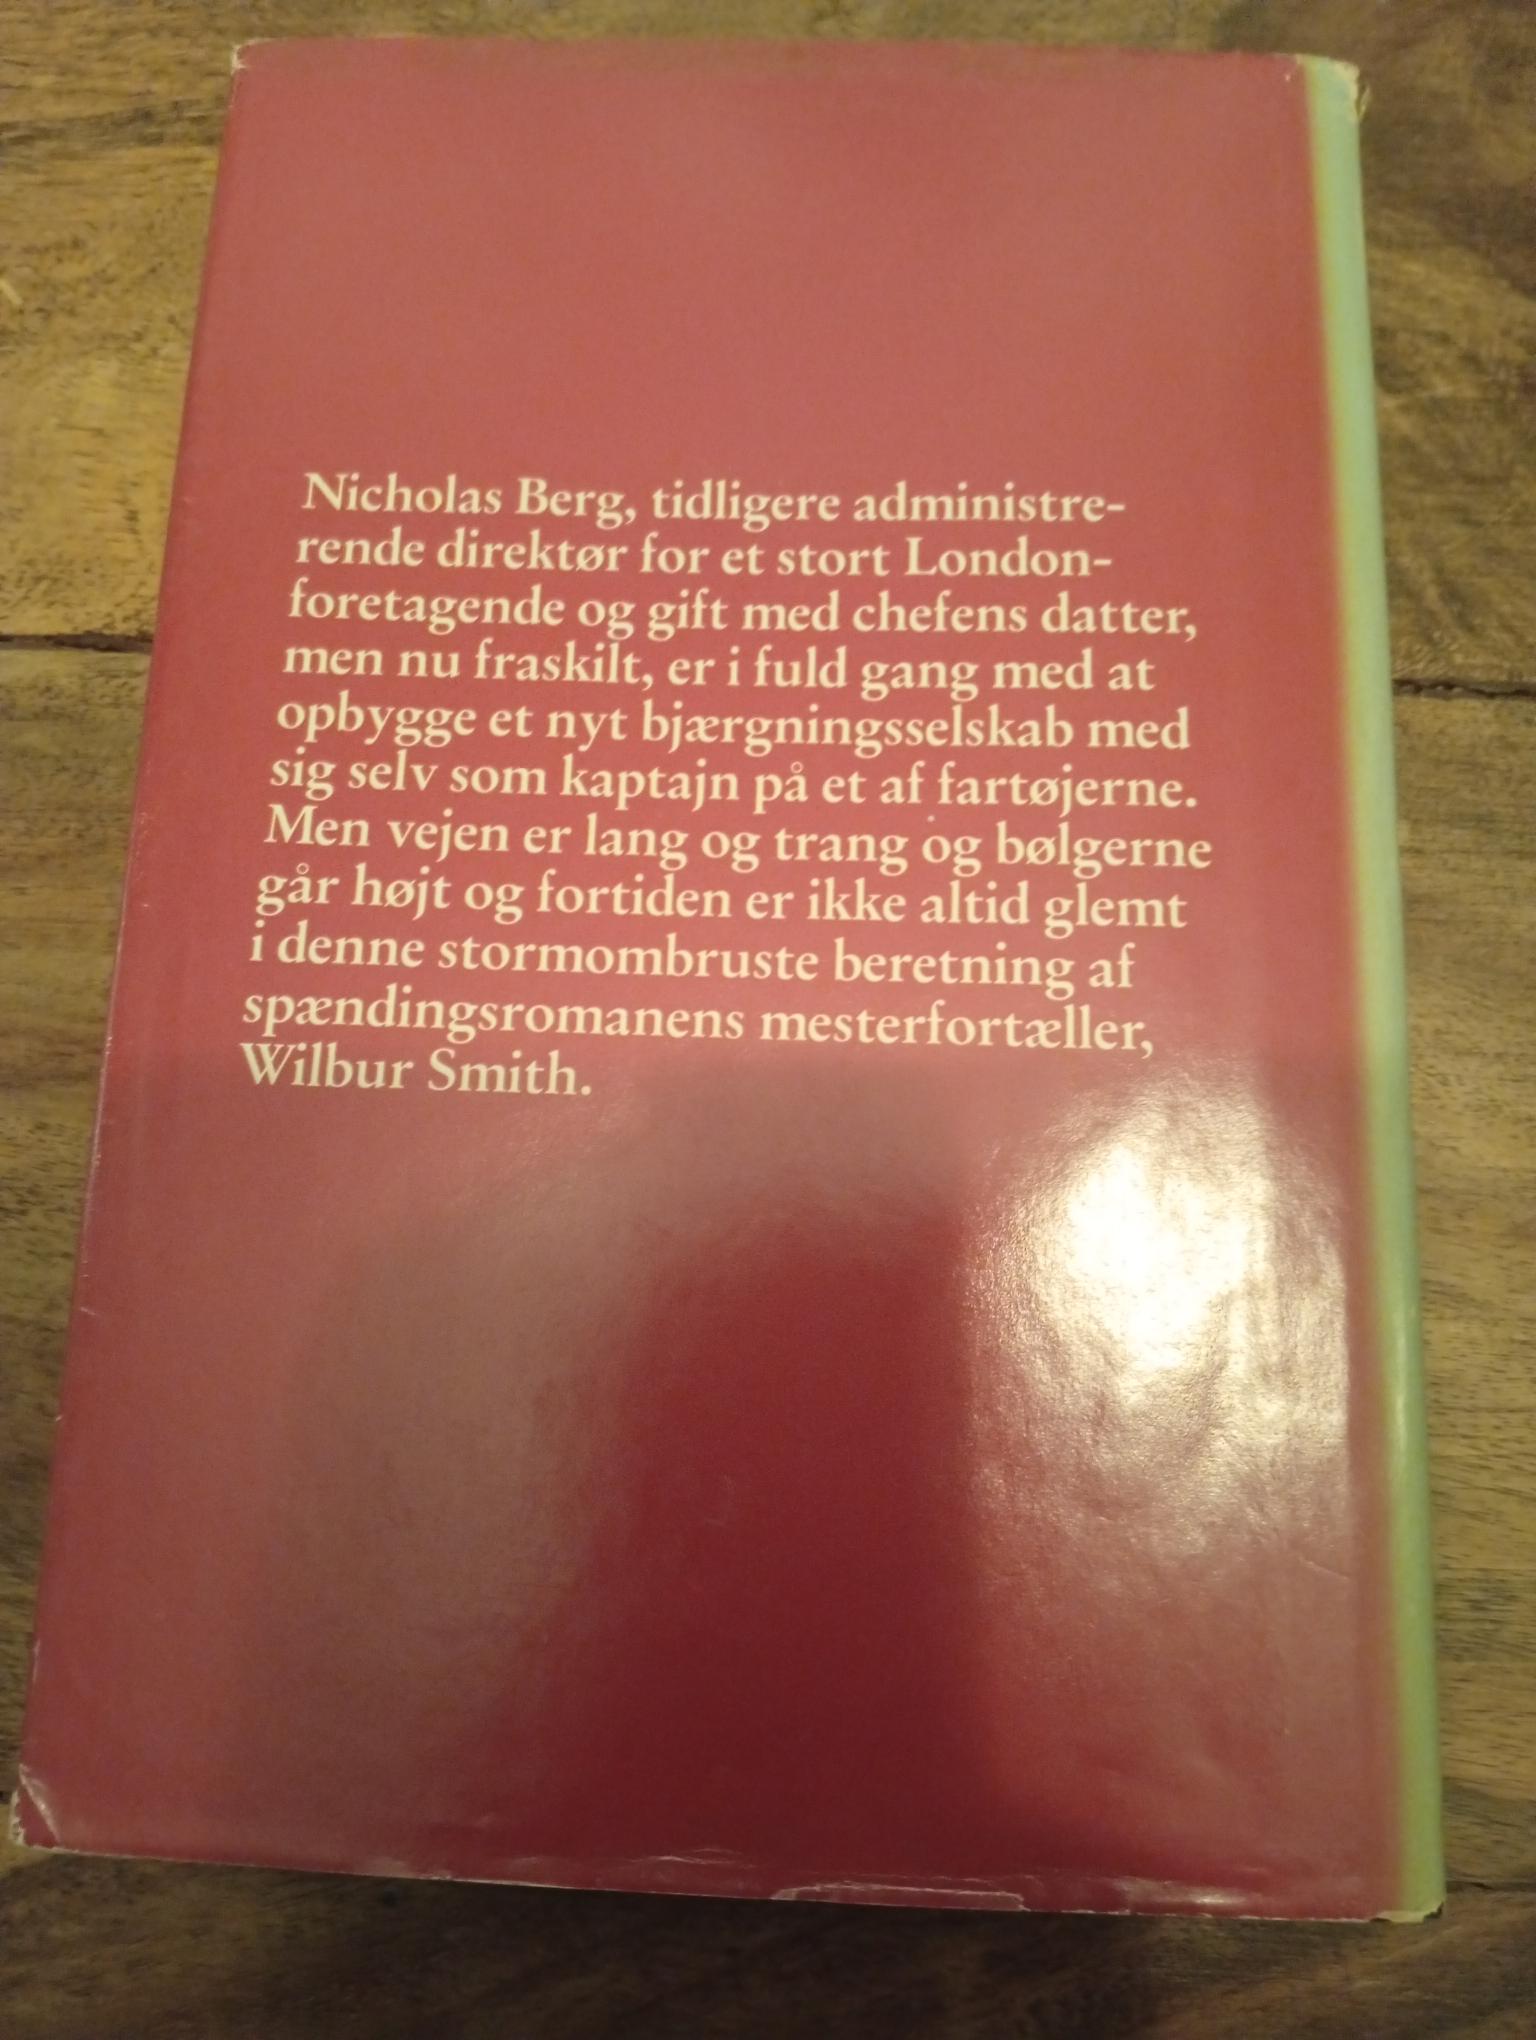 Nicholas Berg, tidligere administre-
rende direktør for et stort London-
foretagende og gift med chefens datter,
men nu fraskilt, er i fuld gang med at
opbygge et nyt bjærgningsselskab med
sig selv som kaptajn på et af fartøjerne.
Men vejen er lang og trang og bølgerne
går højt og fortiden er ikke altid glemt
i denne stormombruste beretning af
spændingsromanens mesterfortæller,
Wilbur Smith.